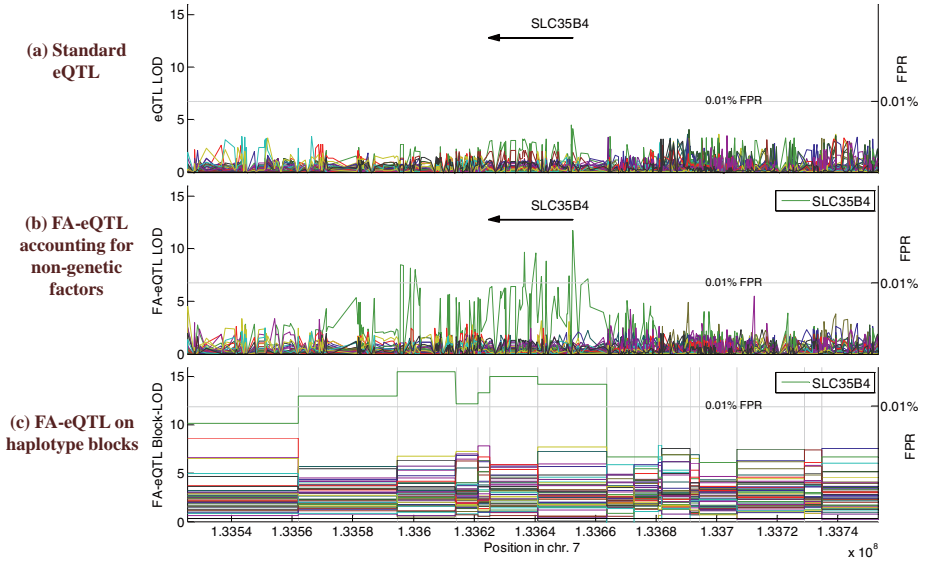 (a) Standard
eQTL
eQTL LOD
15
10
5
0
SLC35B4
0.01% FPR
FPR
0.01%
(b) FA-eQTL
accounting for
non-genetic
factors
FA-eQTL LOD
15
10
5
0
SLC35B4
SLC35B4
0.01% FPR
FPR
0.01%
(c) FA-eQTL on
haplotype blocks
FA-eQTL Block-LOD
15
10
5
0
SLC35B4
0.01% FPR
FPR
0.01%
1.3354 1.3356 1.3358 1.336 1.3362 1.3364 1.3366 1.3368 1.337 1.3372 1.3374
Position in chr. 7
x 10^8